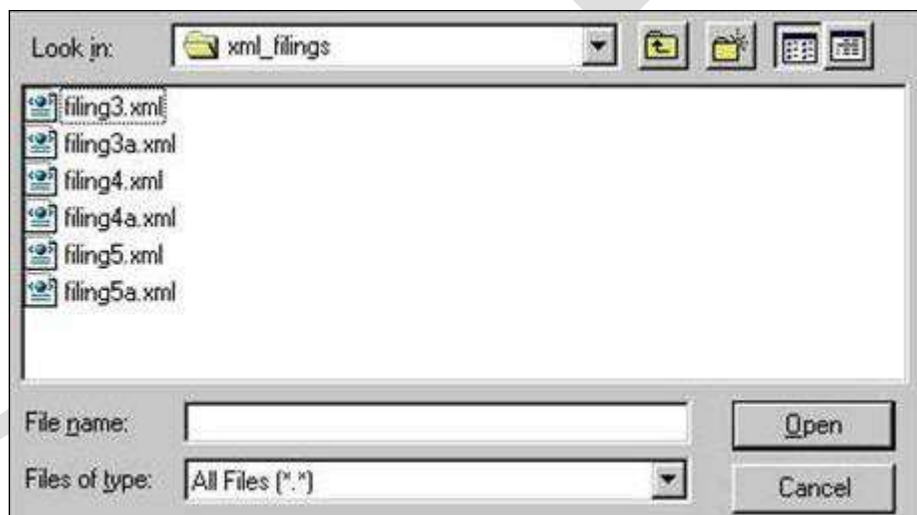 Look in: xml_filings
filing3.xml
filing3a.xml
filing4.xml
filing4a.xml
filing5.xml
filing5a.xml
File name: Open
Files of type: All Files (*.*) Cancel